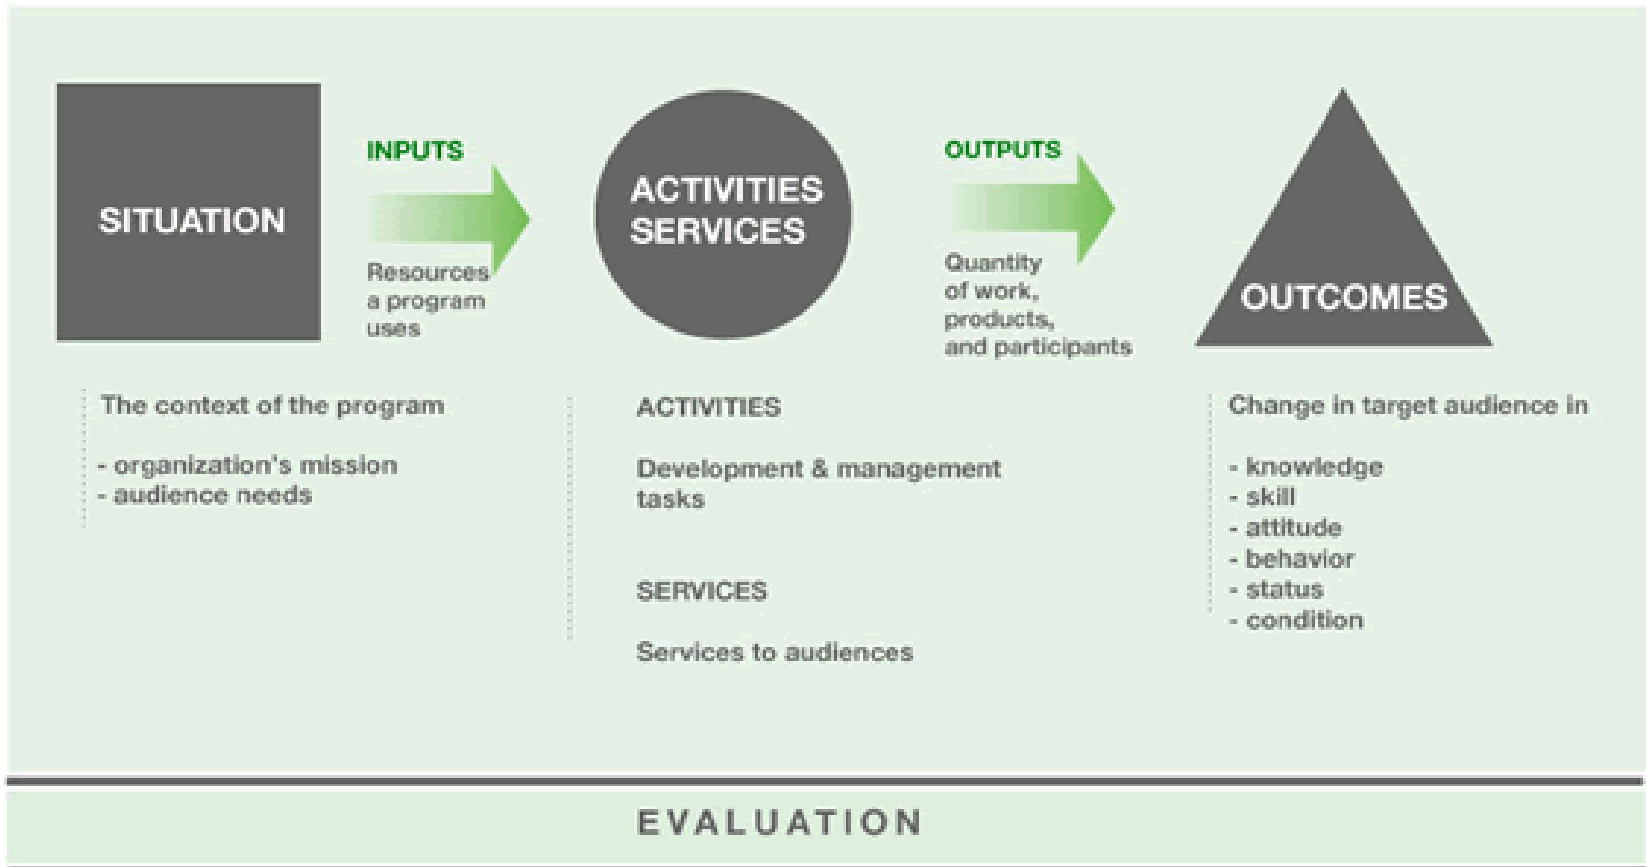 SITUATION
INPUTS
Resources
a program
uses
ACTIVITIES
SERVICES
OUTPUTS
Quantity
of work,
products,
and participants
OUTCOMES
The context of the program
- organization's mission
- audience needs
ACTIVITIES
Development & management
tasks
SERVICES
Services to audiences
Change in target audience in
- knowledge
- skill
- attitude
- behavior
- status
- condition
EVALUATION